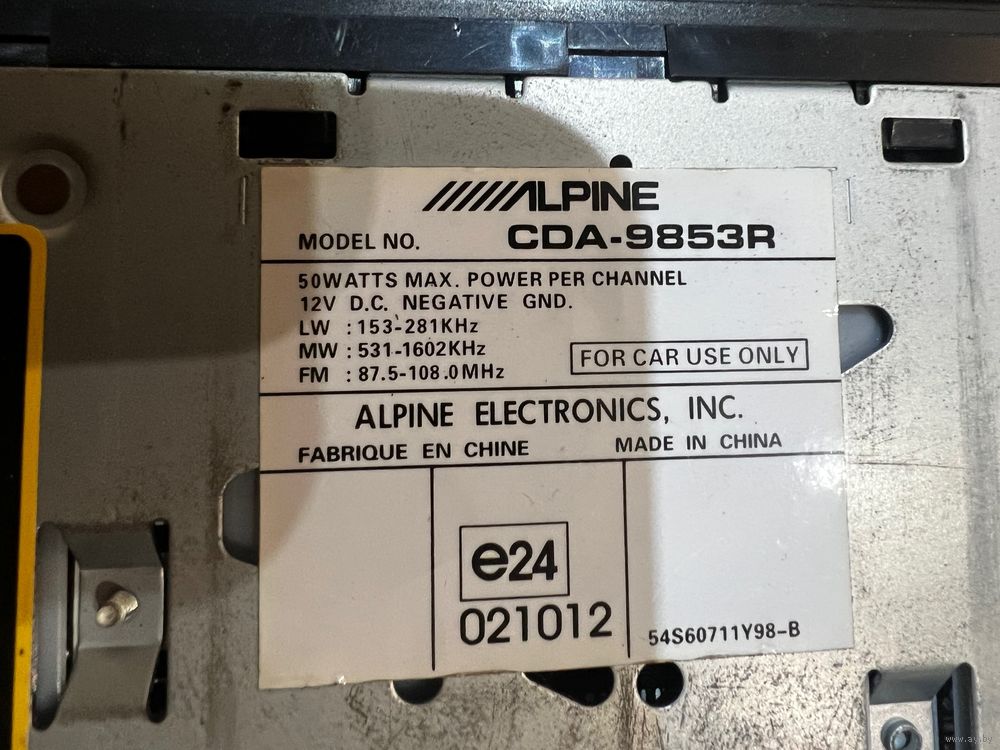 ALPINE
MODEL NO. CDA-9853R
50WATTS MAX. POWER PER CHANNEL
12V D.C. NEGATIVE GND.
LW : 153-281KHz
MW : 531-1602KHz
FM : 87.5-108.0MHz
FOR CAR USE ONLY
ALPINE ELECTRONICS, INC.
FABRIQUE EN CHINE MADE IN CHINA
e24
021012
54S60711Y98-B